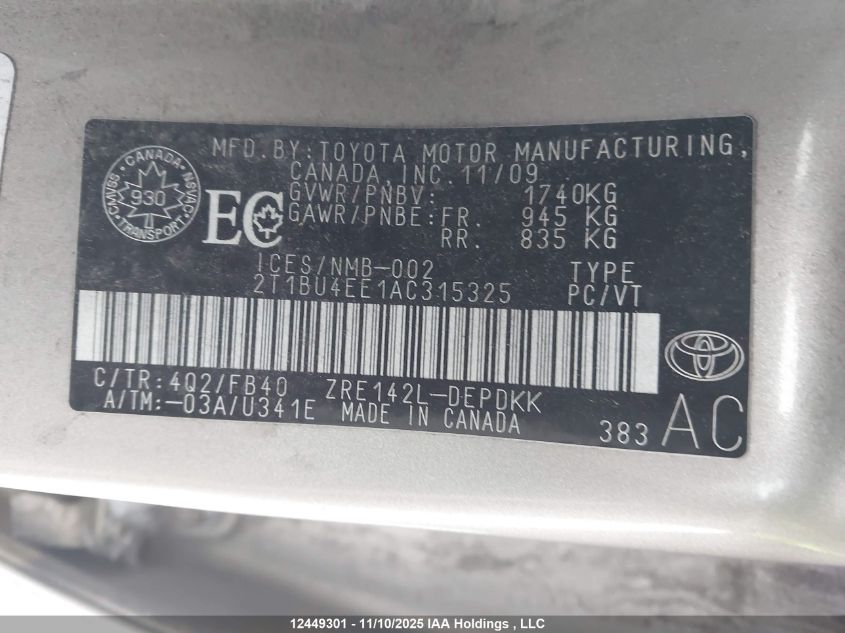 MFD.BY:TOYOTA MOTOR MANUFACTURING,
CANADA,INC.11/09
GVWR/PNBV: 1740KG
GAWR/PNBE:FR. 945 KG
RR. 835 KG
CANADA
CMVSS
NSVAC
930
TRANSPORT
EC
ICES/NMB-002 TYPE
2T1BU4EE1AC315325 PC/VT
C/TR:4Q2/FB40 ZRE142L-DEPDKK
A/TM:-03A/U341E MADE IN CANADA
383 AC
12449301 - 11/10/2025 IAA Holdings , LLC